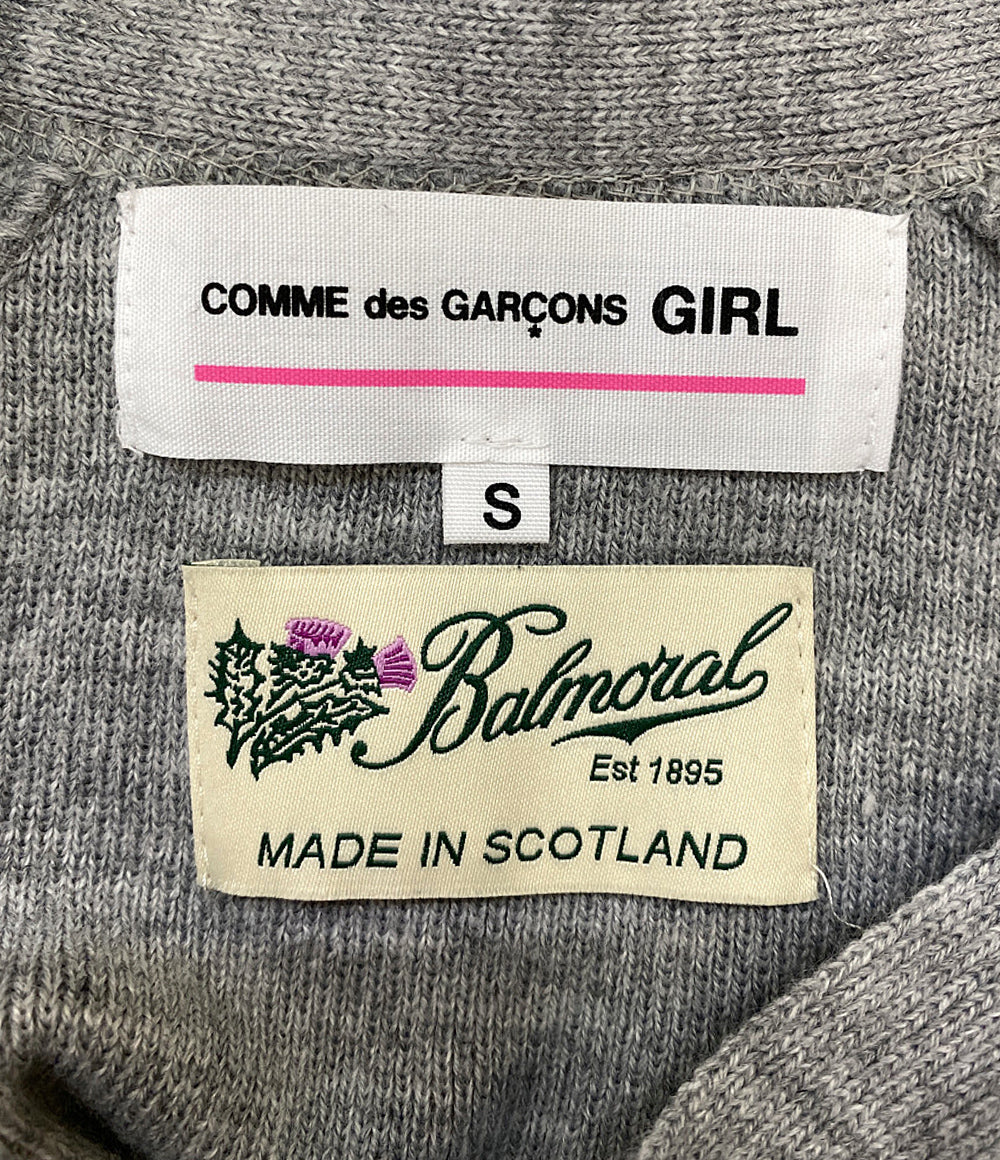 COMME des GARÇONS GIRL
S
Balmoral
Est 1895
MADE IN SCOTLAND